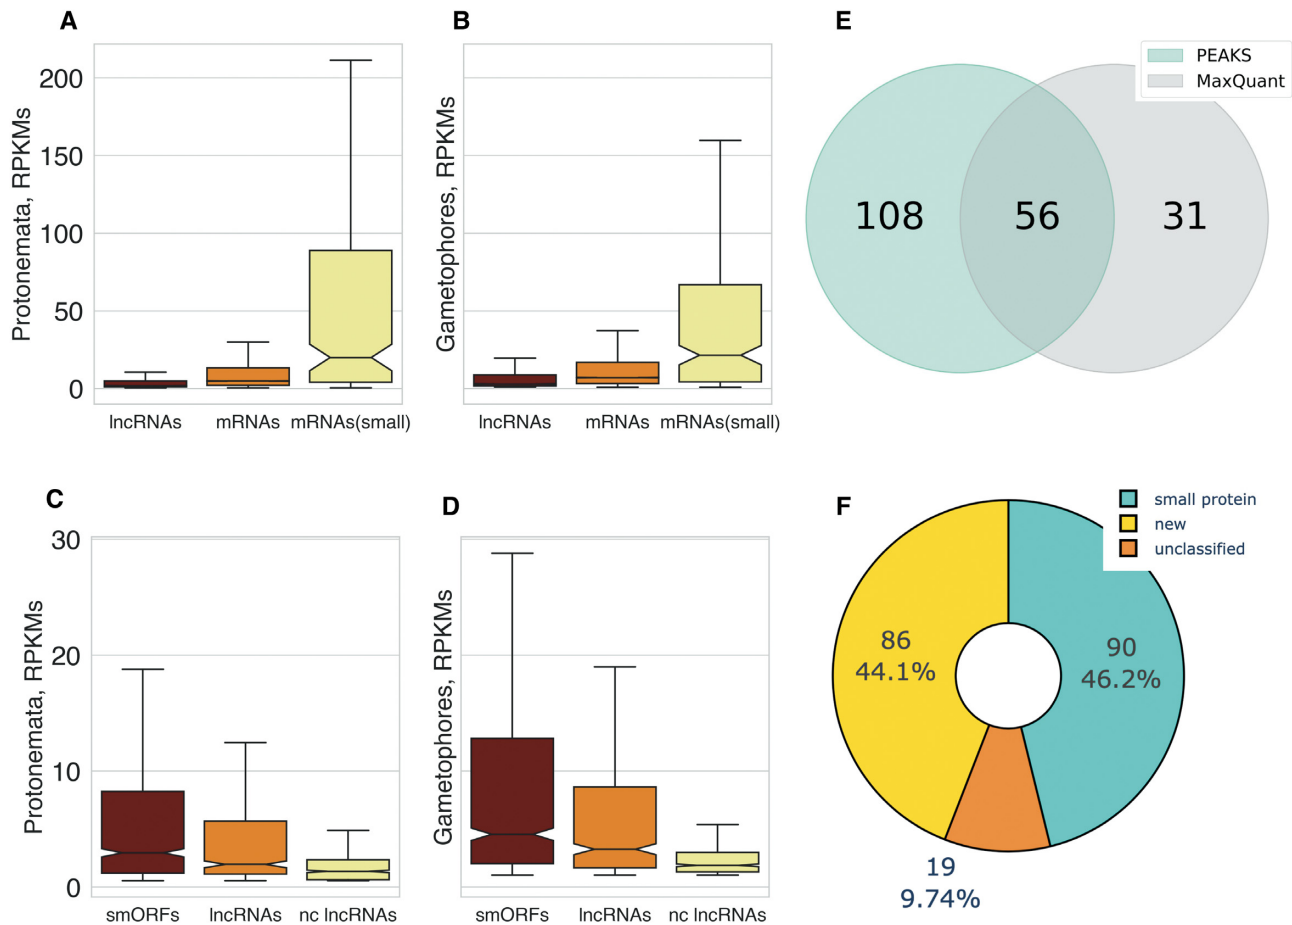 A
Protonemata, RPKMs
200
150
100
50
0
lncRNAs mRNAs mRNAs(small)
B
Gametophores, RPKMs
lncRNAs mRNAs mRNAs(small)
E
PEAKS
MaxQuant
108 56 31
C
Protonemata, RPKMs
30
20
10
0
smORFs lncRNAs nc lncRNAs
D
Gametophores, RPKMs
smORFs lncRNAs nc lncRNAs
F
small protein
new
unclassified
86
44.1%
90
46.2%
19
9.74%